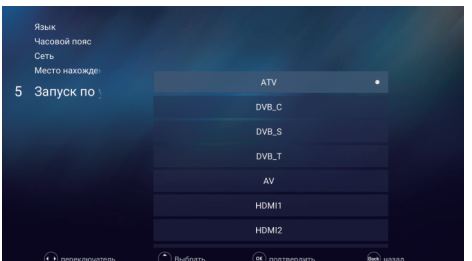 Язык
Часовой пояс
Сеть
Место нахожде
5 Запуск по
ATV
DVB_C
DVB_S
DVB_T
AV
HDMI1
HDMI2
переключатель Выбрать OK подтвердить Back назад